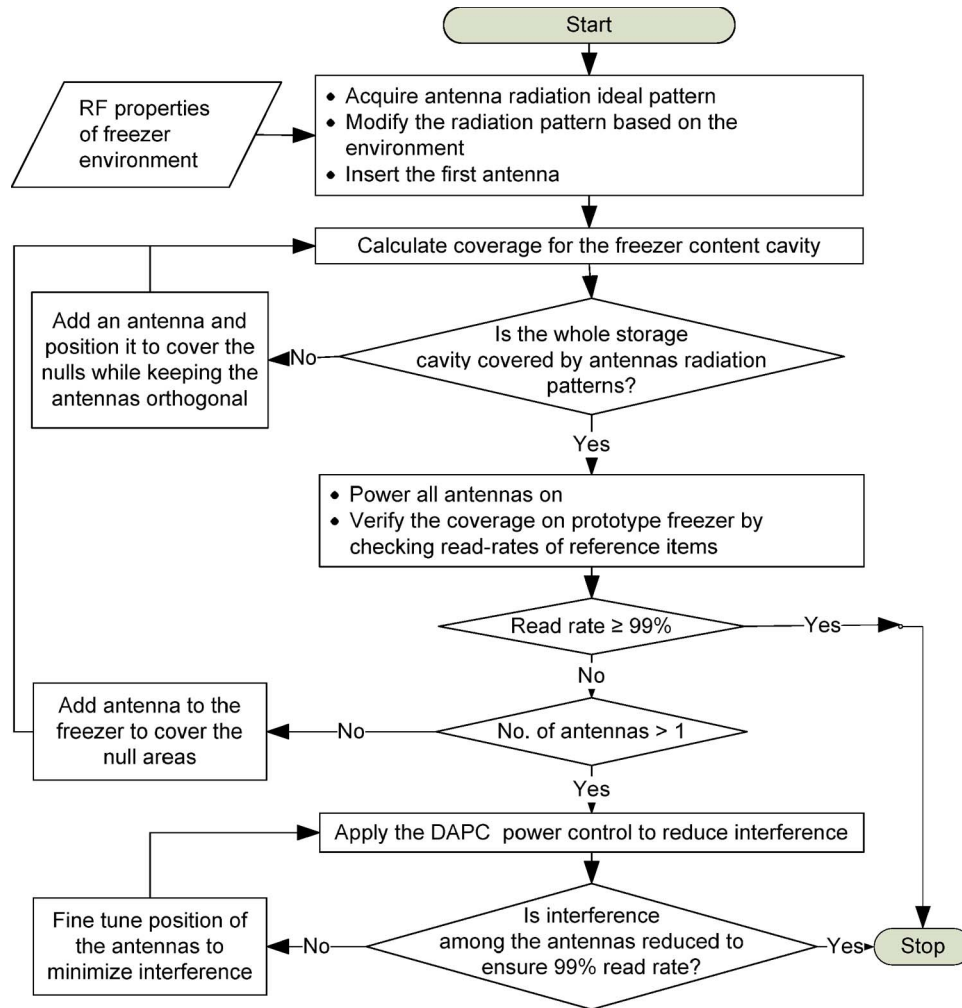 Start
RF properties
of freezer
environment
• Acquire antenna radiation ideal pattern
• Modify the radiation pattern based on the
environment
• Insert the first antenna
Calculate coverage for the freezer content cavity
Add an antenna and
position it to cover the
nulls while keeping the
antennas orthogonal
No
Is the whole storage
cavity covered by antennas radiation
patterns?
Yes
• Power all antennas on
• Verify the coverage on prototype freezer by
checking read-rates of reference items
Read rate ≥ 99%
Yes
No
Add antenna to the
freezer to cover the
null areas
No
No. of antennas > 1
Yes
Apply the DAPC power control to reduce interference
Fine tune position of
the antennas to
minimize interference
No
Is interference
among the antennas reduced to
ensure 99% read rate?
Yes
Stop